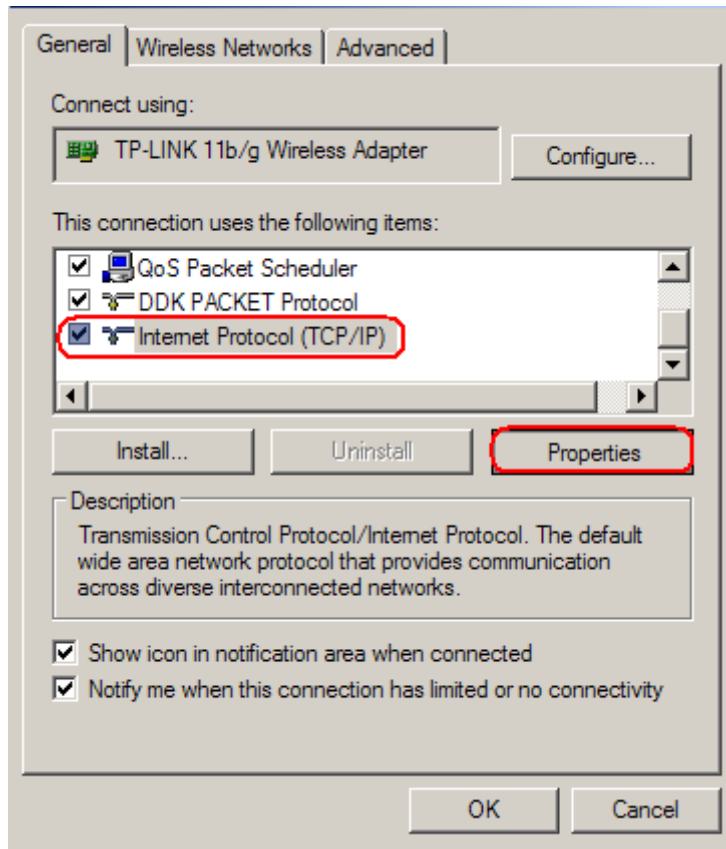 General
Wireless Networks
Advanced
Connect using:
TP-LINK 11b/g Wireless Adapter
Configure...
This connection uses the following items:
QoS Packet Scheduler
DDK PACKET Protocol
Internet Protocol (TCP/IP)
Install...
Uninstall
Properties
Description
Transmission Control Protocol/Internet Protocol. The default
wide area network protocol that provides communication
across diverse interconnected networks.
Show icon in notification area when connected
Notify me when this connection has limited or no connectivity
OK
Cancel